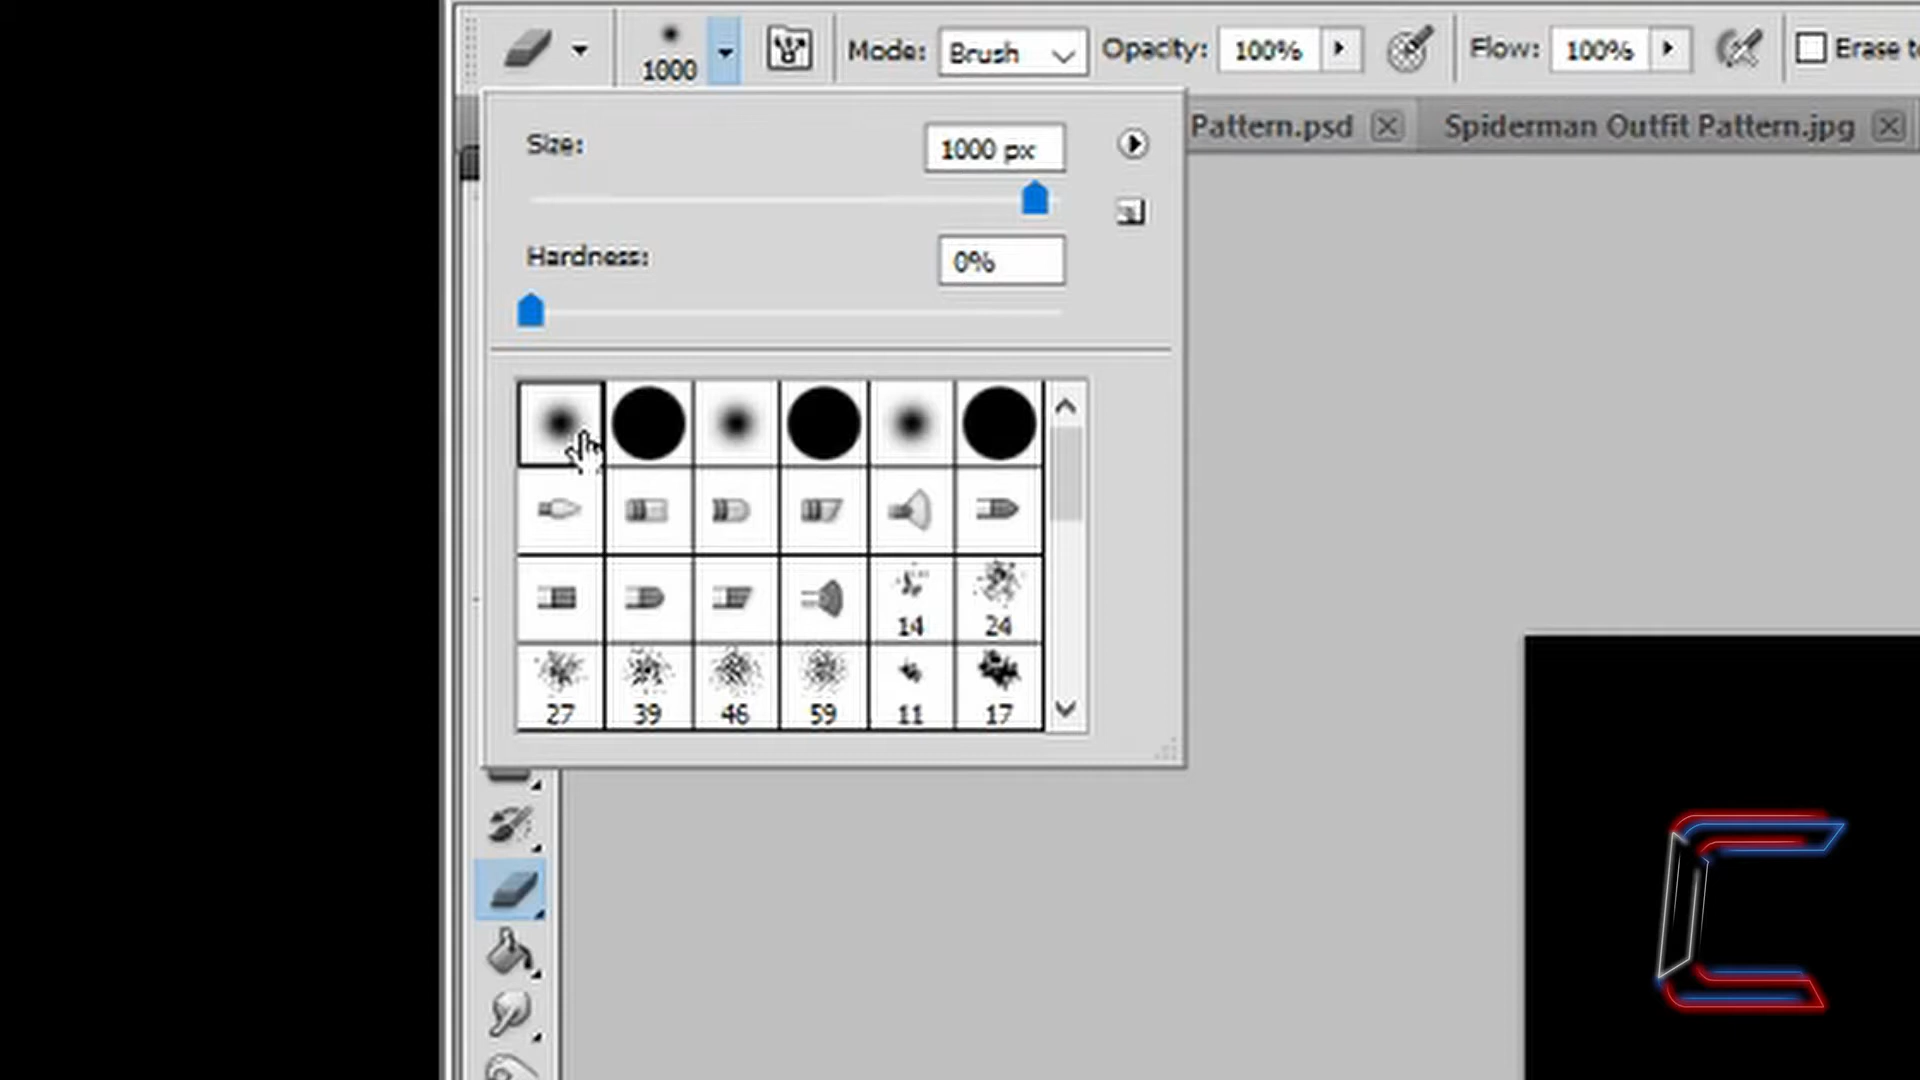 1000
Mode: Brush Opacity: 100% Flow: 100% Erase to
Pattern.psd Spiderman Outfit Pattern.jpg
Size: 1000 px
Hardness: 0%
14 24
27 39 46 59 11 17